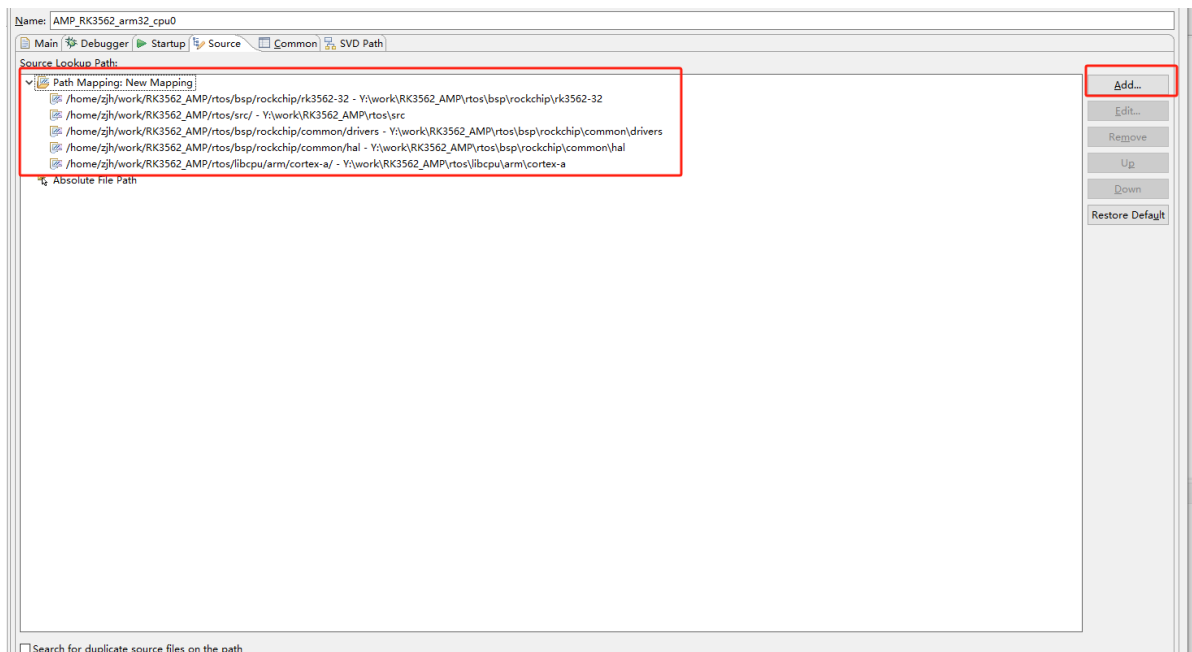 Name: AMP_RK3562_arm32_cpu0
Main Debugger Startup Source Common SVD Path
Source Lookup Path:
Path Mapping: New Mapping
/home/zjh/work/RK3562_AMP/rtos/bsp/rockchip/rk3562-32 - Y:\work\RK3562_AMP\rtos\bsp\rockchip\rk3562-32
/home/zjh/work/RK3562_AMP/rtos/src/ - Y:\work\RK3562_AMP\rtos\src
/home/zjh/work/RK3562_AMP/rtos/bsp/rockchip/common/drivers - Y:\work\RK3562_AMP\rtos\bsp\rockchip\common\drivers
/home/zjh/work/RK3562_AMP/rtos/bsp/rockchip/common/hal - Y:\work\RK3562_AMP\rtos\bsp\rockchip\common\hal
/home/zjh/work/RK3562_AMP/rtos/libcpu/arm/cortex-a/ - Y:\work\RK3562_AMP\rtos\libcpu\arm\cortex-a
Absolute File Path
Add...
Edit...
Remove
Up
Down
Restore Default
Search for duplicate source files on the path